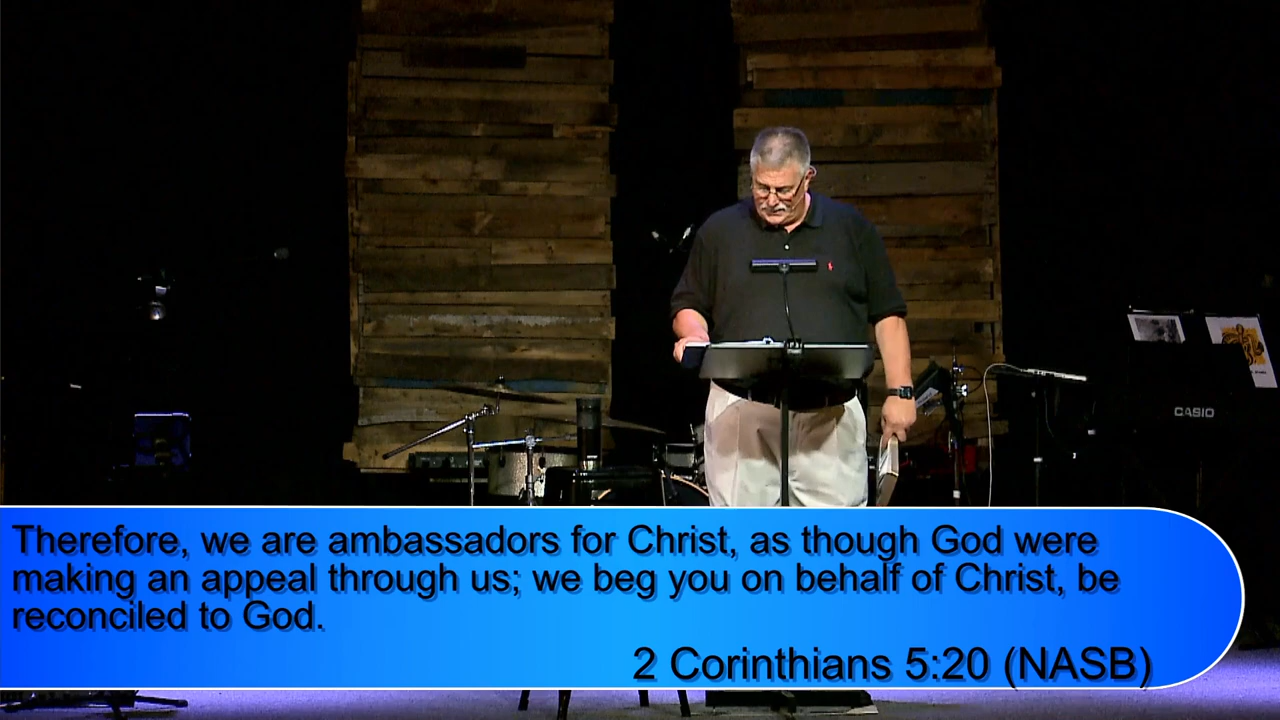 CASIO
Therefore, we are ambassadors for Christ, as though God were
making an appeal through us; we beg you on behalf of Christ, be
reconciled to God.
2 Corinthians 5:20 (NASB)